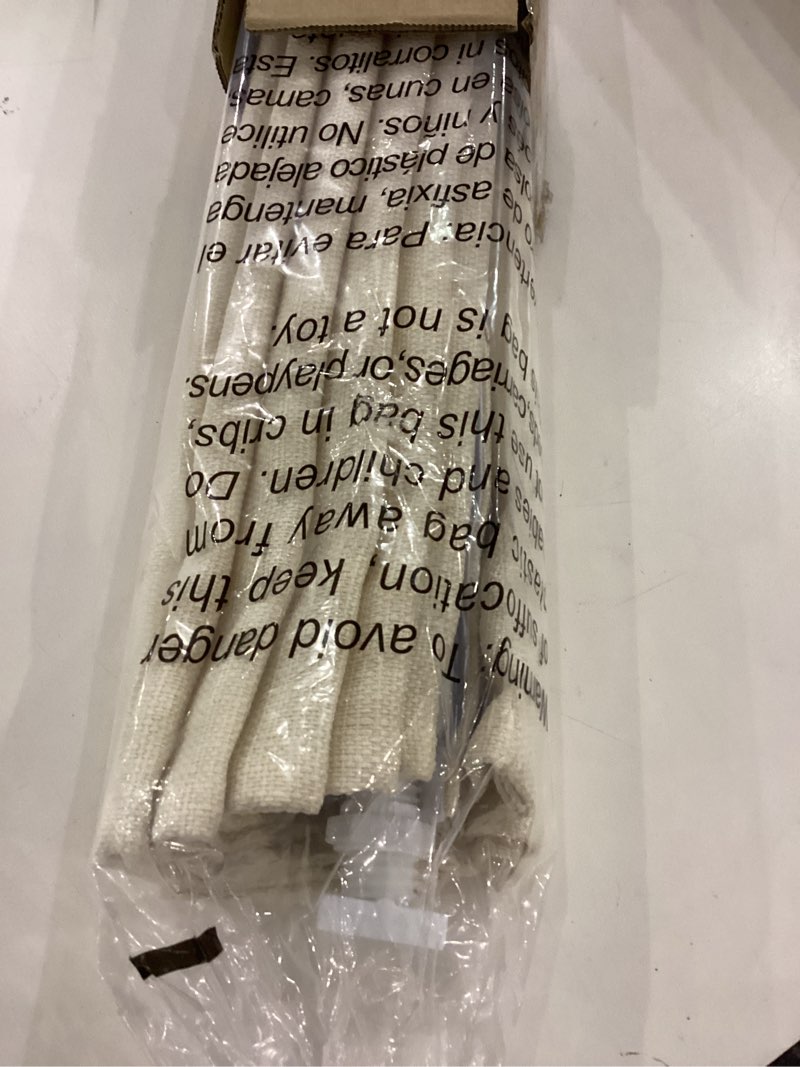 Warning: To avoid danger
of suffocation, keep this
plastic bag away from
babies and children. Do
not use this bag in cribs,
beds,carriages,or playpens.
This bag is not a toy.
ertencia: Para evitar el
o de asfixia, mantenga
olsa de plástico alejada
y niños. No utilice
en cunas, camas
ni corralitos. Esta